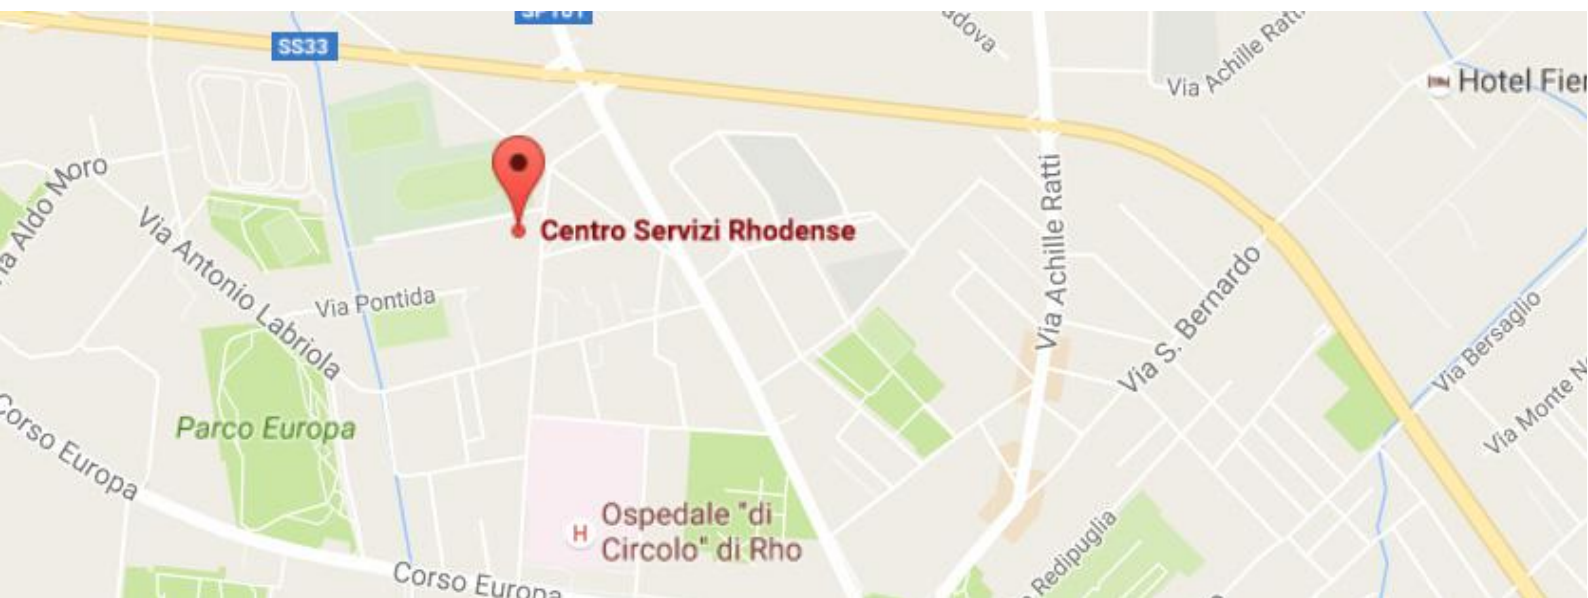 SP101
SS33
Via Achille Ratti
Hotel Fier
Aldo Moro
Via Antonio Labriola
Centro Servizi Rhodense
Via Achille Ratti
Via S. Bernardo
Via Pontida
Via Bersaglio
Via Monte
Parco Europa
Corso Europa
H
Ospedale "di
Circolo" di Rho
Redipuglia
Corso Europa